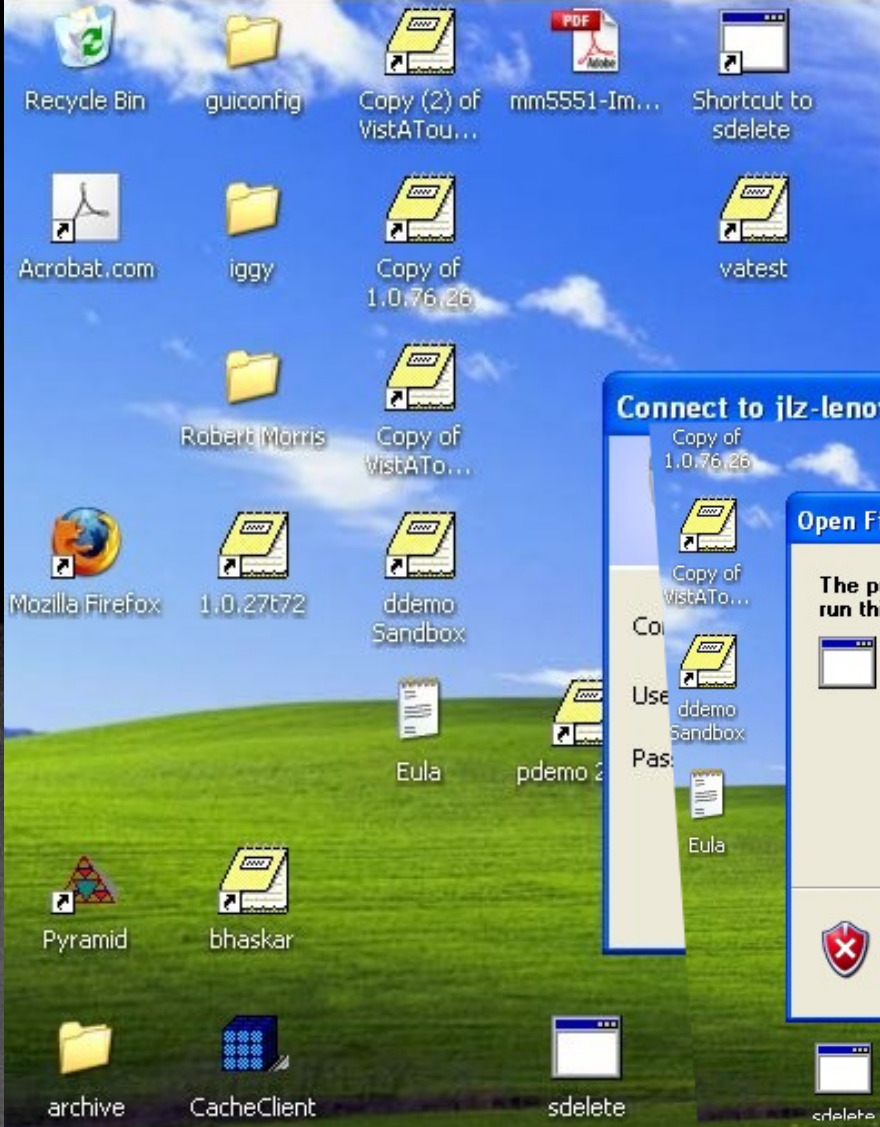 Recycle Bin
guiconfig
Copy (2) of
VistATou...
PDF
Adobe
mm5551-Im...
Shortcut to
sdelete
Acrobat.com
iggy
Copy of
1.0.76.26
vatest
Robert Morris
Copy of
VistATo...
Mozilla Firefox
1.0.27t72
ddemo
Sandbox
Eula
pdemo 2
Pyramid
bhaskar
archive
CacheClient
sdelete
Connect to jlz-leno
Use
Pas
Copy of
1.0.76.26
Copy of
VistATo...
ddemo
Sandbox
Eula
sdelete
Open
The
run